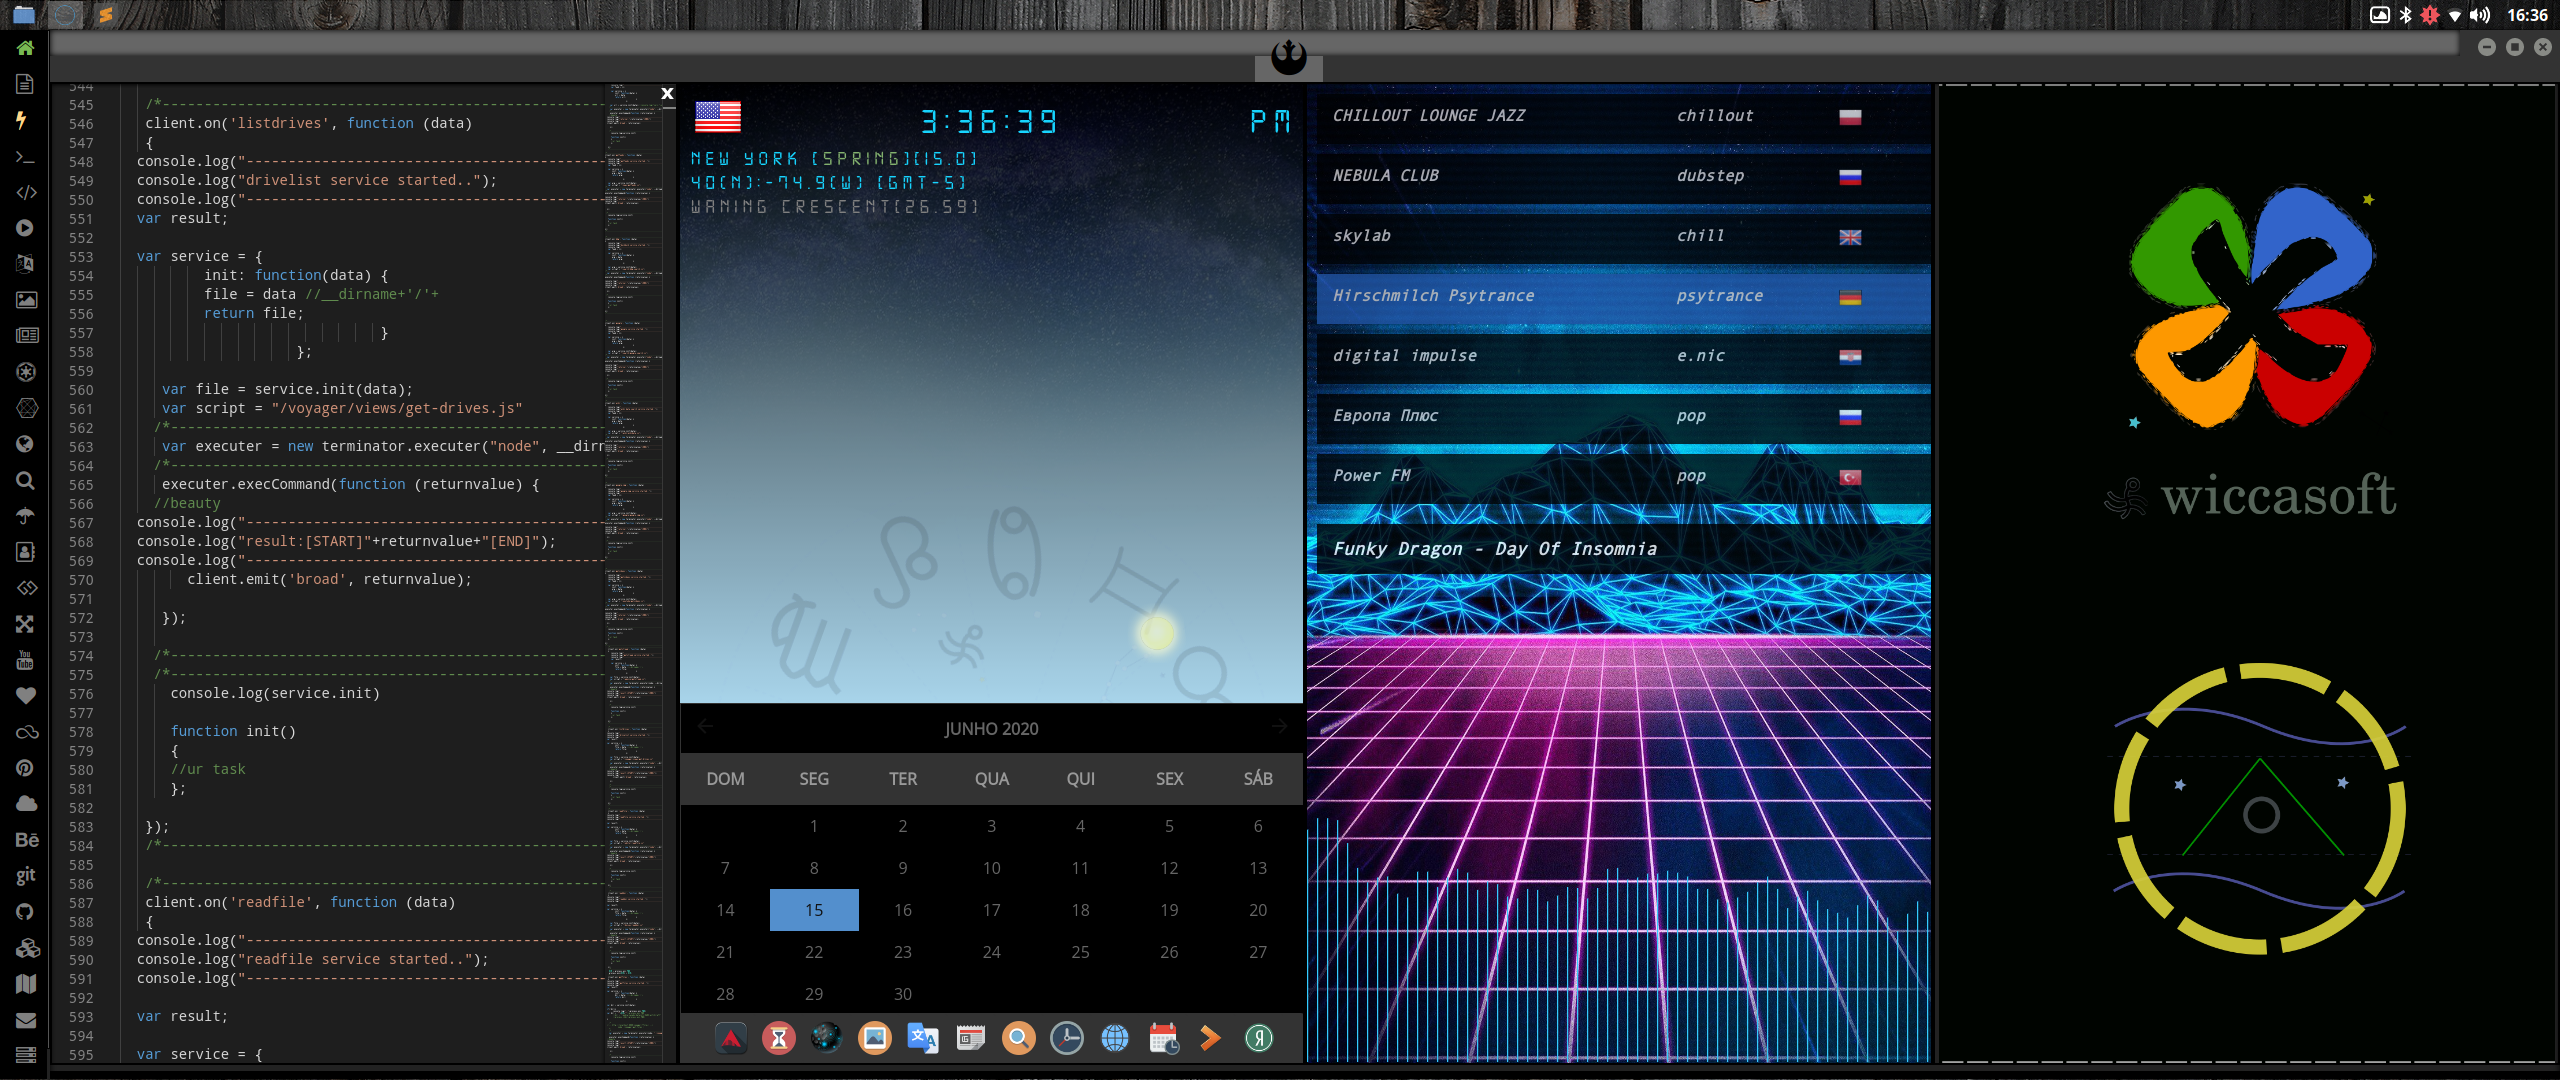 16:36
544
545 /*------------------------------------------------------
546 client.on('listdrives', function (data)
547 {
548 console.log("-------------------------------------------
549 console.log("drivelist service started..");
550 console.log("-------------------------------------------
551 var result;
552
553 var service = {
554 init: function(data) {
555 file = data //__dirname+'/'+
556 return file;
557 }
558 };
559
560 var file = service.init(data);
561 var script = "/voyager/views/get-drives.js"
562 /*-----------------------------------------------------
563 var executer = new terminator.executer("node", __dirn
564 /*-----------------------------------------------------
565 executer.execCommand(function (returnvalue) {
566 //beauty
567 console.log("-------------------------------------------
568 console.log("result:[START]"+returnvalue+"[END]");
569 console.log("-------------------------------------------
570 client.emit('broad', returnvalue);
571
572 });
573
574 /*-----------------------------------------------------
575 /*-----------------------------------------------------
576 console.log(service.init)
577
578 function init()
579 {
580 //ur task
581 };
582
583 });
584 /*------------------------------------------------------
585
586 /*------------------------------------------------------
587 client.on('readfile', function (data)
588 {
589 console.log("-------------------------------------------
590 console.log("readfile service started..");
591 console.log("-------------------------------------------
592
593 var result;
594
595 var service = {
You Tube
Bē
git
x
3:36:39 PM
NEW YORK [SPRING][15.0]
40(N):-74.9(W) [GMT-5]
WANING CRESCENT[26.59]
JUNHO 2020
DOM SEG TER QUA QUI SEX SÁB
1 2 3 4 5 6
7 8 9 10 11 12 13
14 15 16 17 18 19 20
21 22 23 24 25 26 27
28 29 30
CHILLOUT LOUNGE JAZZ chillout
NEBULA CLUB dubstep
skylab chill
Hirschmilch Psytrance psytrance
digital impulse e.nic
Европа Плюс pop
Power FM pop
Funky Dragon - Day Of Insomnia
wiccasoft